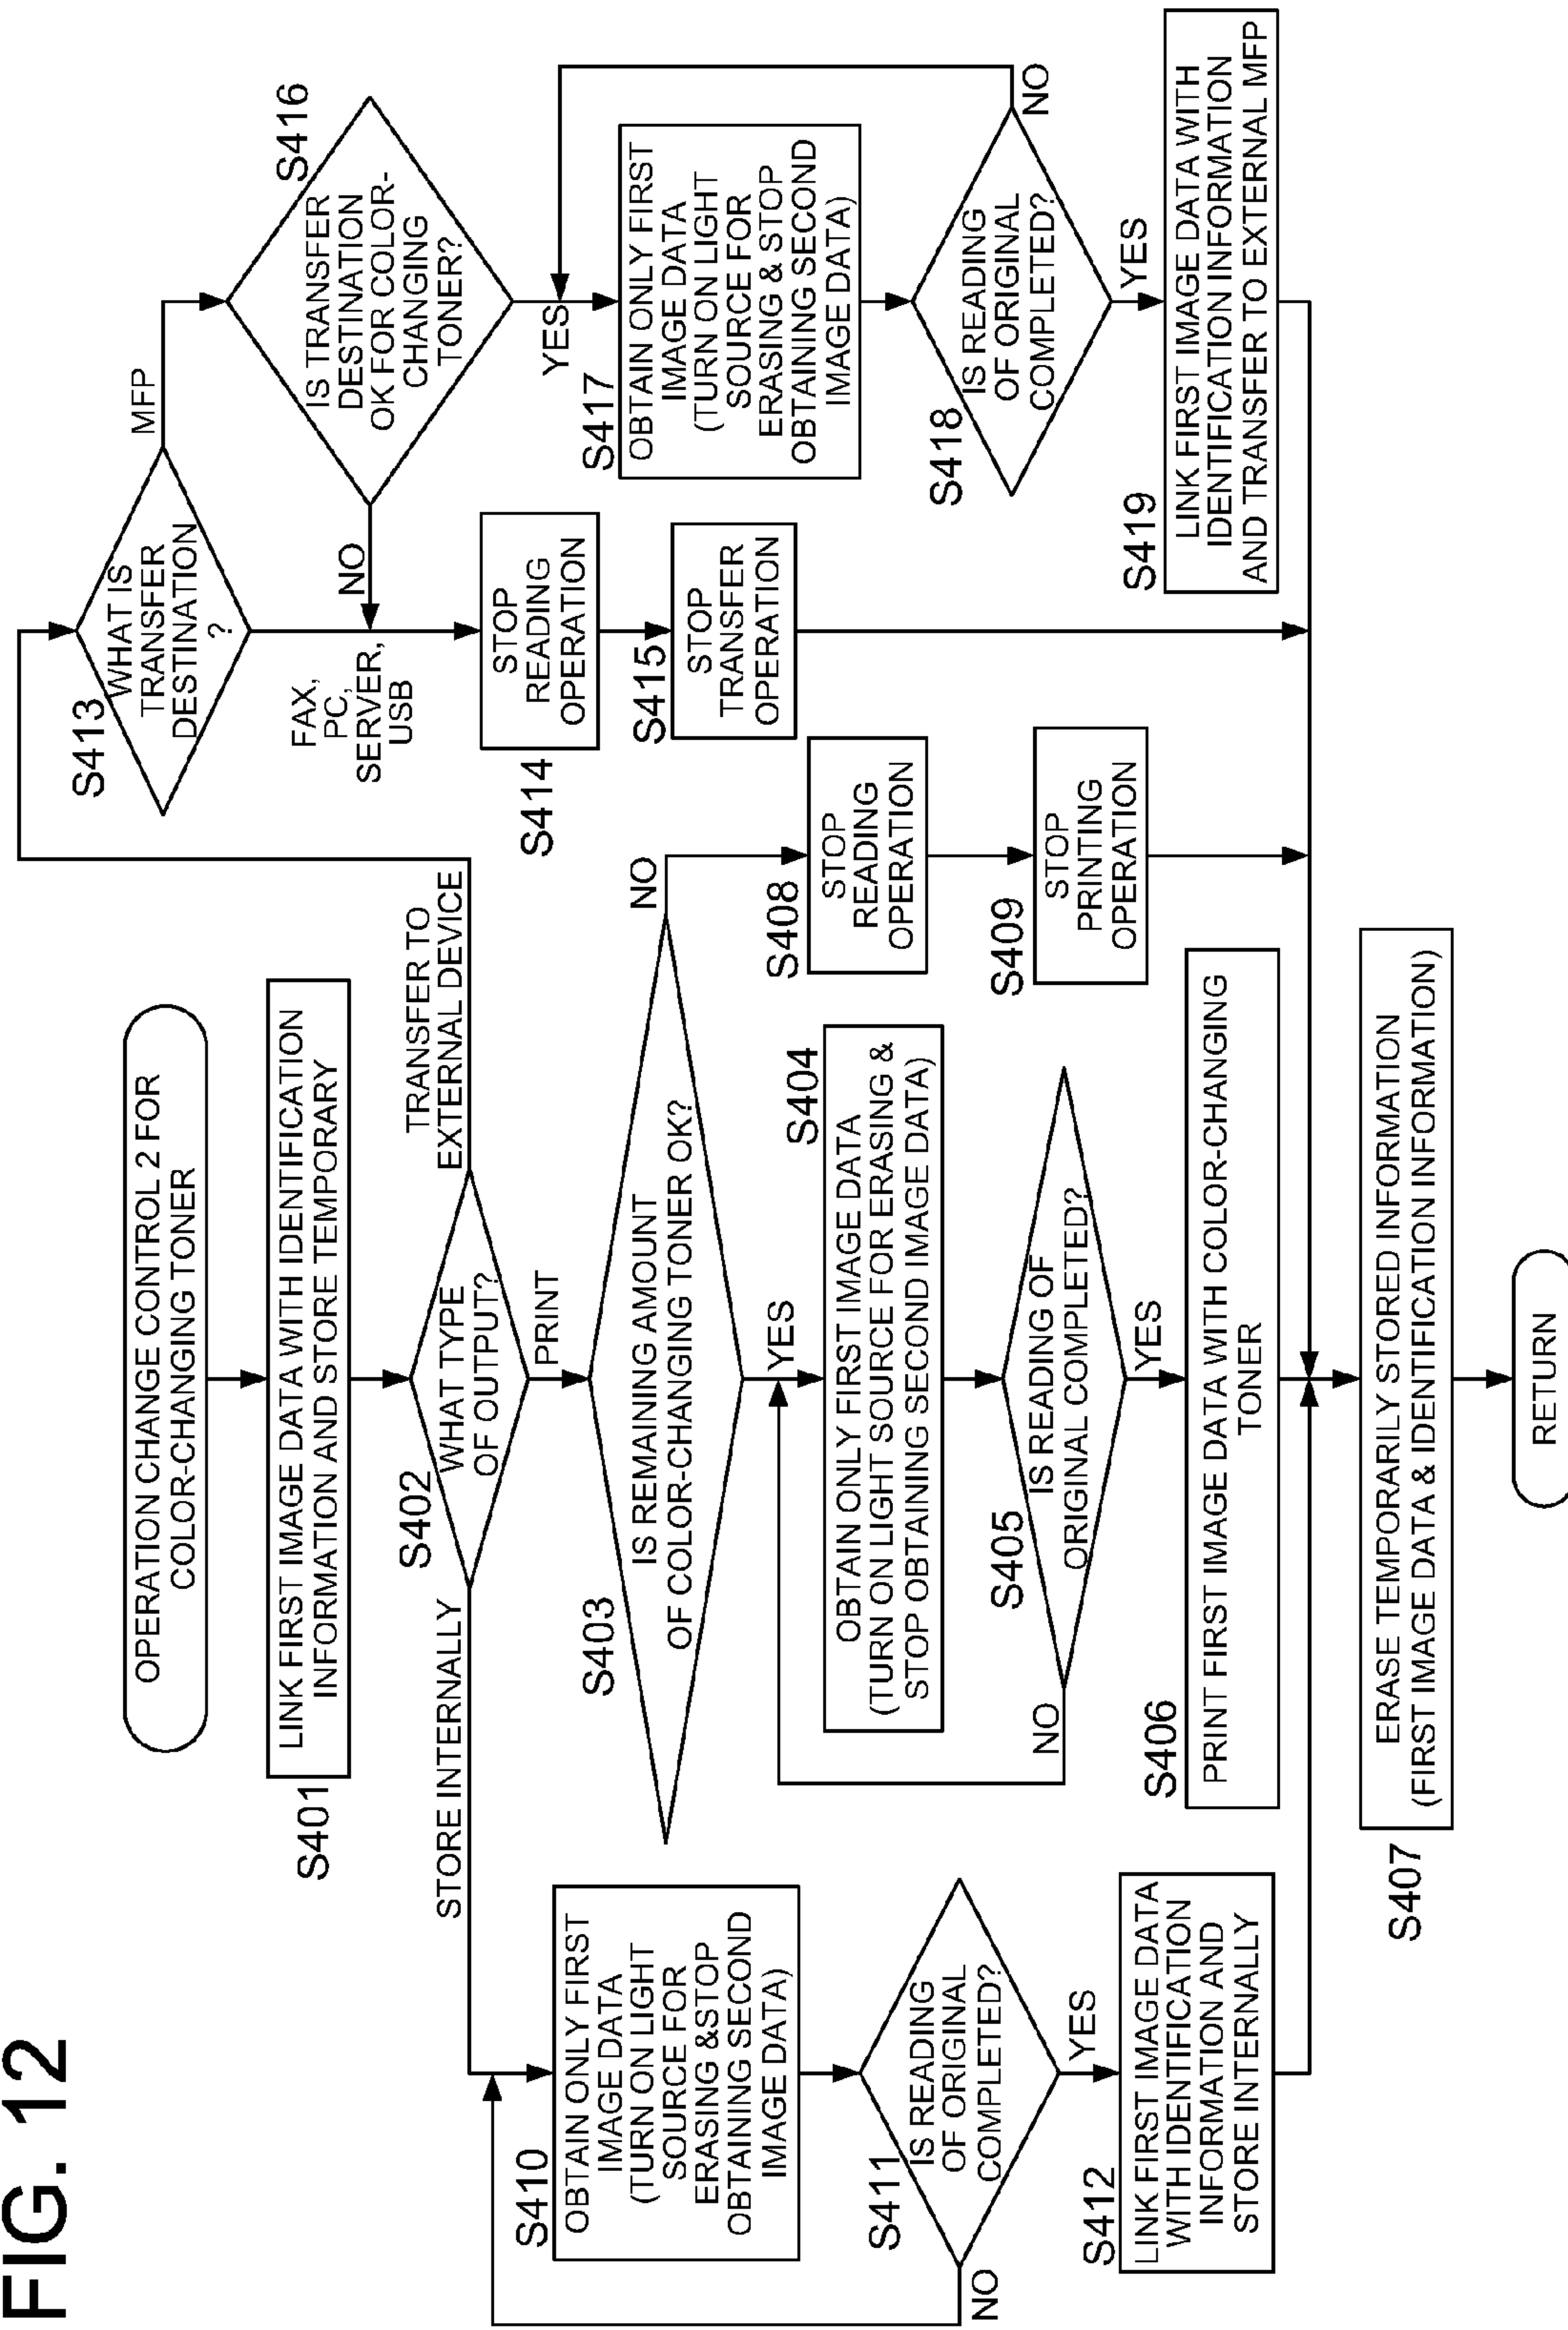 FIG. 12
OPERATION CHANGE CONTROL 2 FOR
COLOR-CHANGING TONER
S401
LINK FIRST IMAGE DATA WITH IDENTIFICATION
INFORMATION AND STORE TEMPORARY
S402
WHAT TYPE
OF OUTPUT?
STORE INTERNALLY
PRINT
TRANSFER TO
EXTERNAL DEVICE
S403
IS REMAINING AMOUNT
OF COLOR-CHANGING TONER OK?
YES
NO
S404
OBTAIN ONLY FIRST IMAGE DATA
(TURN ON LIGHT SOURCE FOR ERASING &
STOP OBTAINING SECOND IMAGE DATA)
S405
IS READING OF
ORIGINAL COMPLETED?
NO
YES
S406
PRINT FIRST IMAGE DATA WITH COLOR-CHANGING
TONER
S407
ERASE TEMPORARILY STORED INFORMATION
(FIRST IMAGE DATA & IDENTIFICATION INFORMATION)
RETURN
S408
STOP
READING
OPERATION
S409
STOP
PRINTING
OPERATION
S410
OBTAIN ONLY FIRST
IMAGE DATA
(TURN ON LIGHT
SOURCE FOR
ERASING &STOP
OBTAINING SECOND
IMAGE DATA)
S411
IS READING
OF ORIGINAL
COMPLETED?
NO
YES
S412
LINK FIRST IMAGE DATA
WITH IDENTIFICATION
INFORMATION AND
STORE INTERNALLY
S413
WHAT IS
TRANSFER
DESTINATION
?
MFP
FAX,
PC,
SERVER,
USB
S414
STOP
READING
OPERATION
S415
STOP
TRANSFER
OPERATION
S416
IS TRANSFER
DESTINATION
OK FOR COLOR-
CHANGING
TONER?
NO
YES
S417
OBTAIN ONLY FIRST
IMAGE DATA
(TURN ON LIGHT
SOURCE FOR
ERASING & STOP
OBTAINING SECOND
IMAGE DATA)
S418
IS READING
OF ORIGINAL
COMPLETED?
NO
YES
S419
LINK FIRST IMAGE DATA WITH
IDENTIFICATION INFORMATION
AND TRANSFER TO EXTERNAL MFP